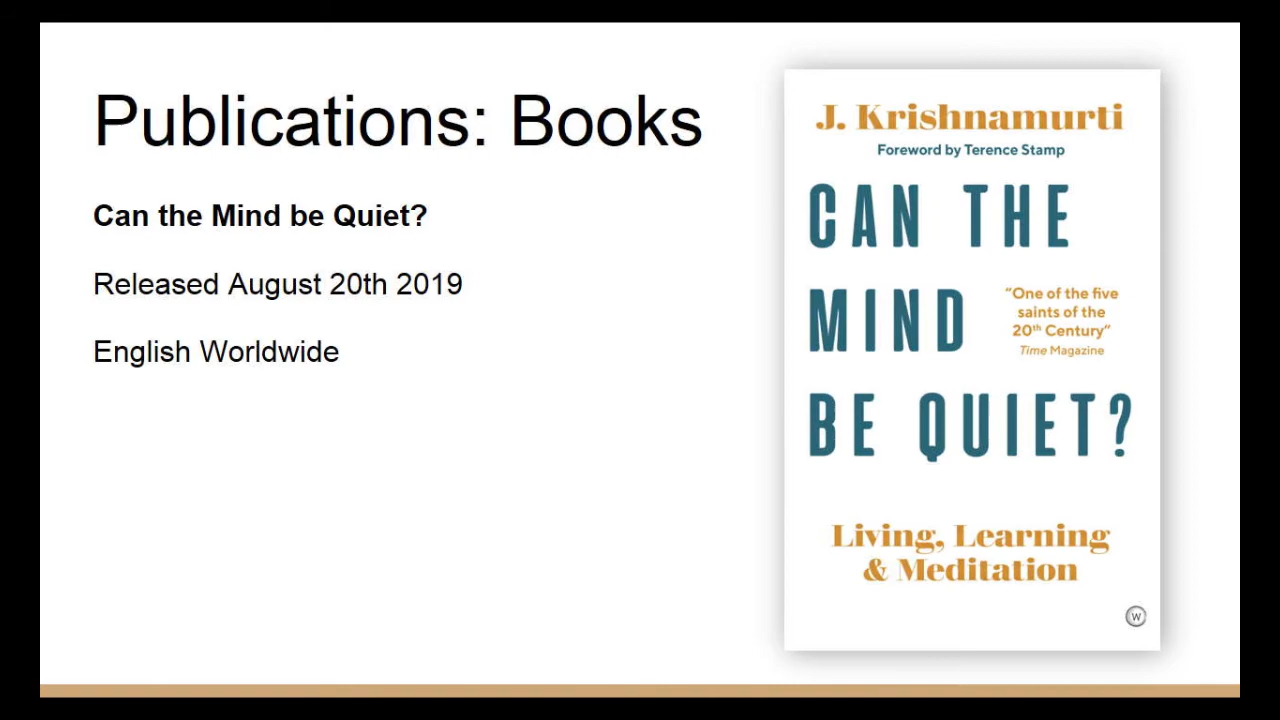 Publications: Books
Can the Mind be Quiet?
Released August 20th 2019
English Worldwide
J. Krishnamurti
Foreword by Terence Stamp
CAN THE
MIND
BE QUIET?
“One of the five
saints of the
20th Century”
Time Magazine
Living, Learning
& Meditation
W